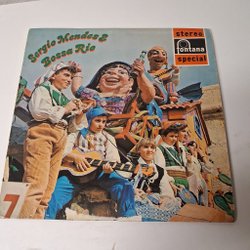 Sergio Mendes &
Bossa Rio
stereo
fontana
special
7